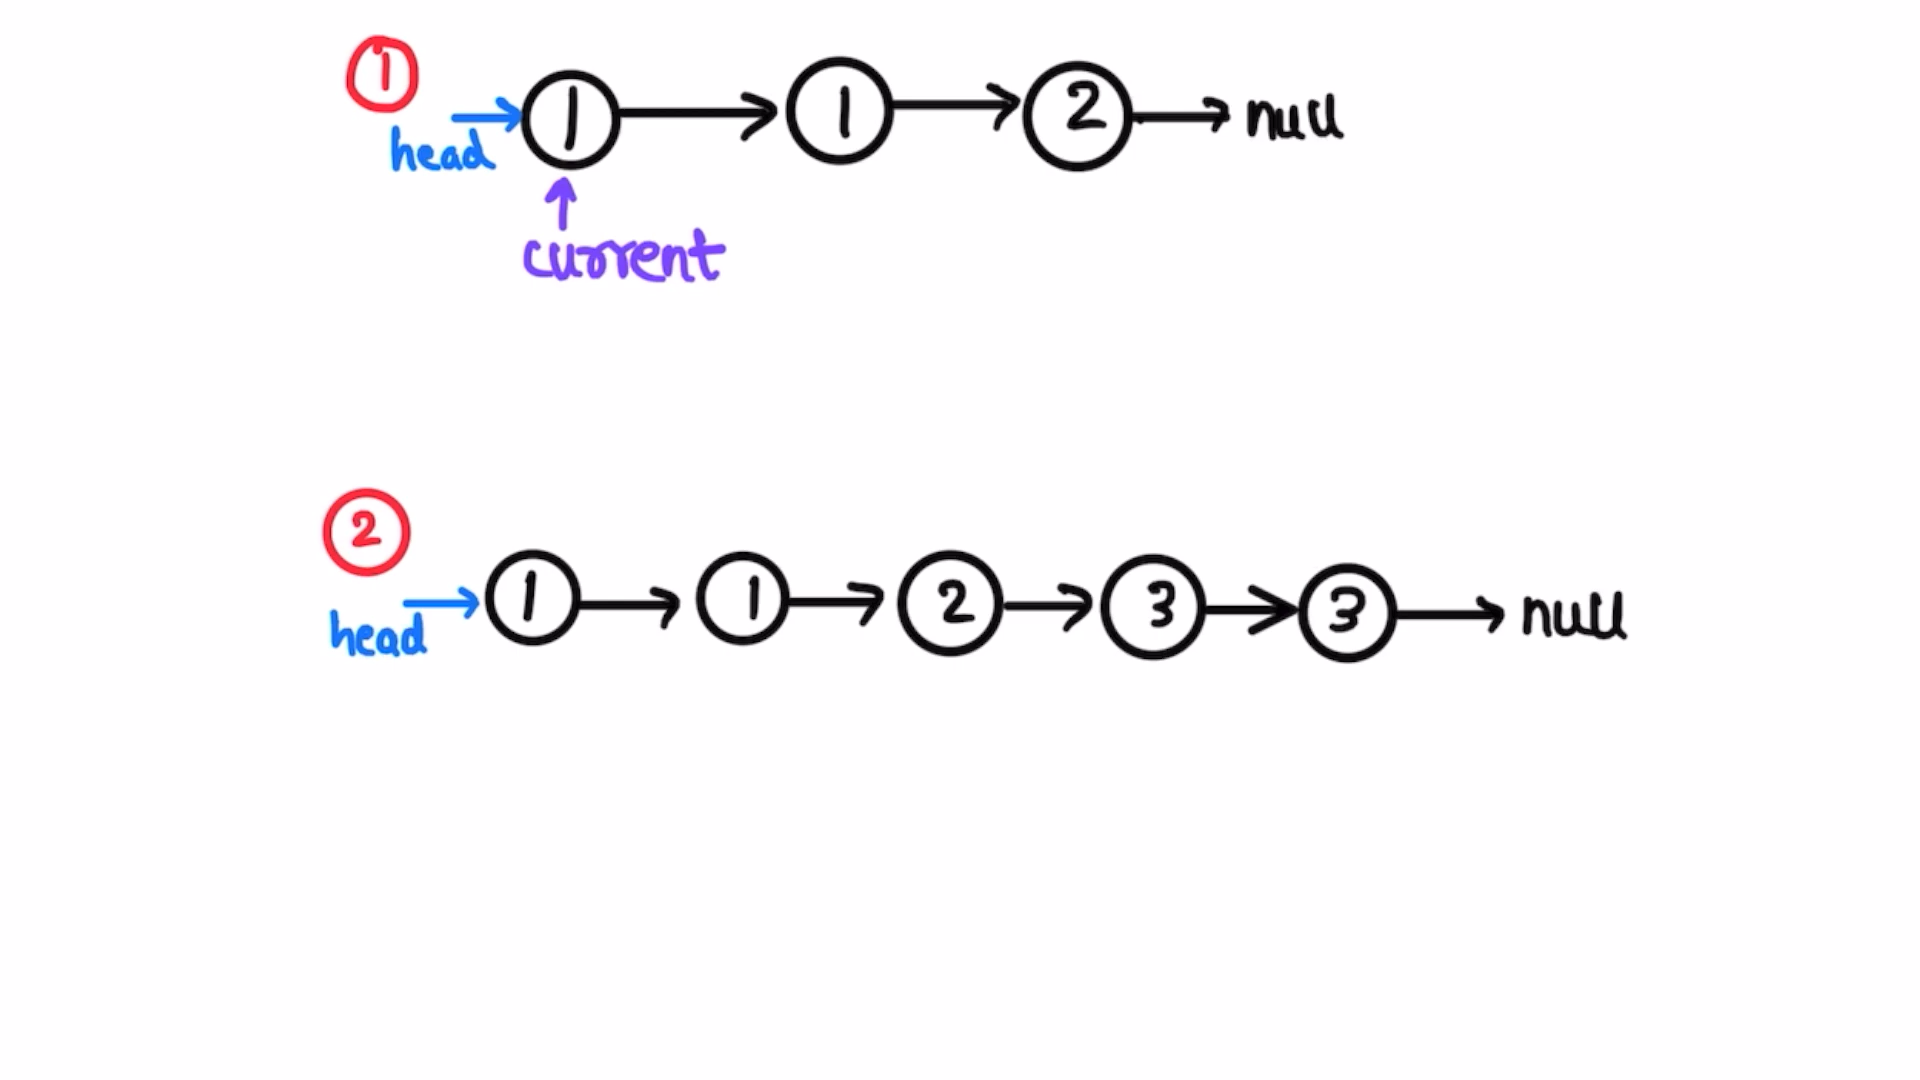 1
head 1 1 2 null
current
2
head 1 1 2 3 3 null